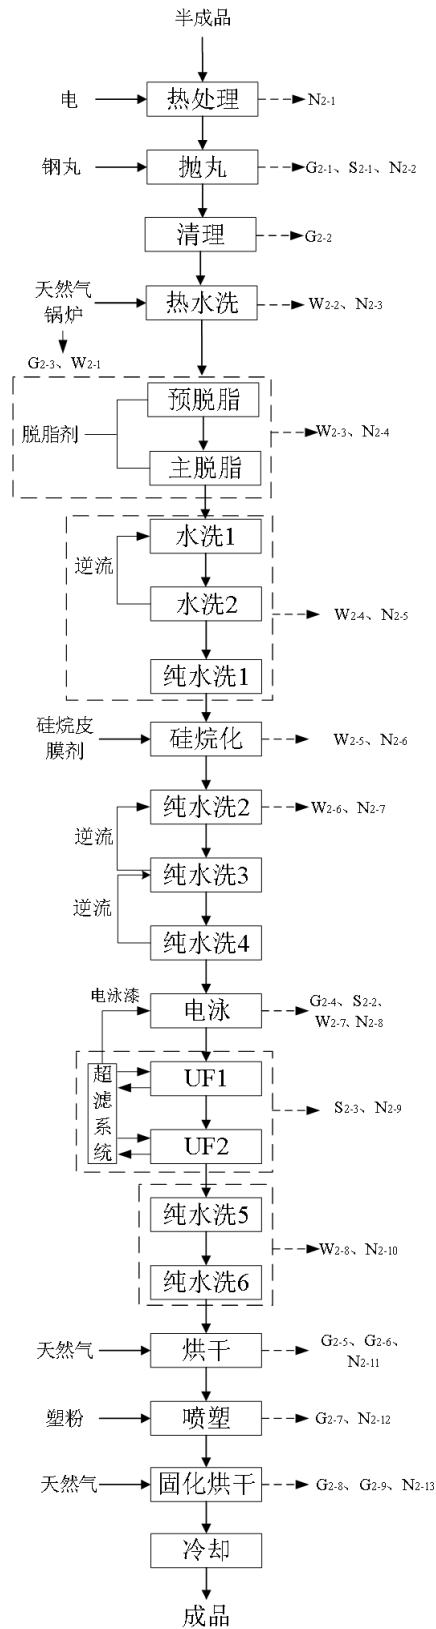 半成品
电
热处理
N2-1
钢丸
抛丸
G2-1、S2-1、N2-2
清理
G2-2
天然气
锅炉
热水洗
W2-2、N2-3
G2-3、W2-1
预脱脂
脱脂剂
W2-3、N2-4
主脱脂
水洗1
逆流
水洗2
W2-4、N2-5
纯水洗1
硅烷皮
膜剂
硅烷化
W2-5、N2-6
纯水洗2
W2-6、N2-7
逆流
纯水洗3
逆流
纯水洗4
电泳漆
电泳
G2-4、S2-2、
W2-7、N2-8
超
滤
系
统
UF1
S2-3、N2-9
UF2
纯水洗5
W2-8、N2-10
纯水洗6
天然气
烘干
G2-5、G2-6、
N2-11
塑粉
喷塑
G2-7、N2-12
天然气
固化烘干
G2-8、G2-9、N2-13
冷却
成品